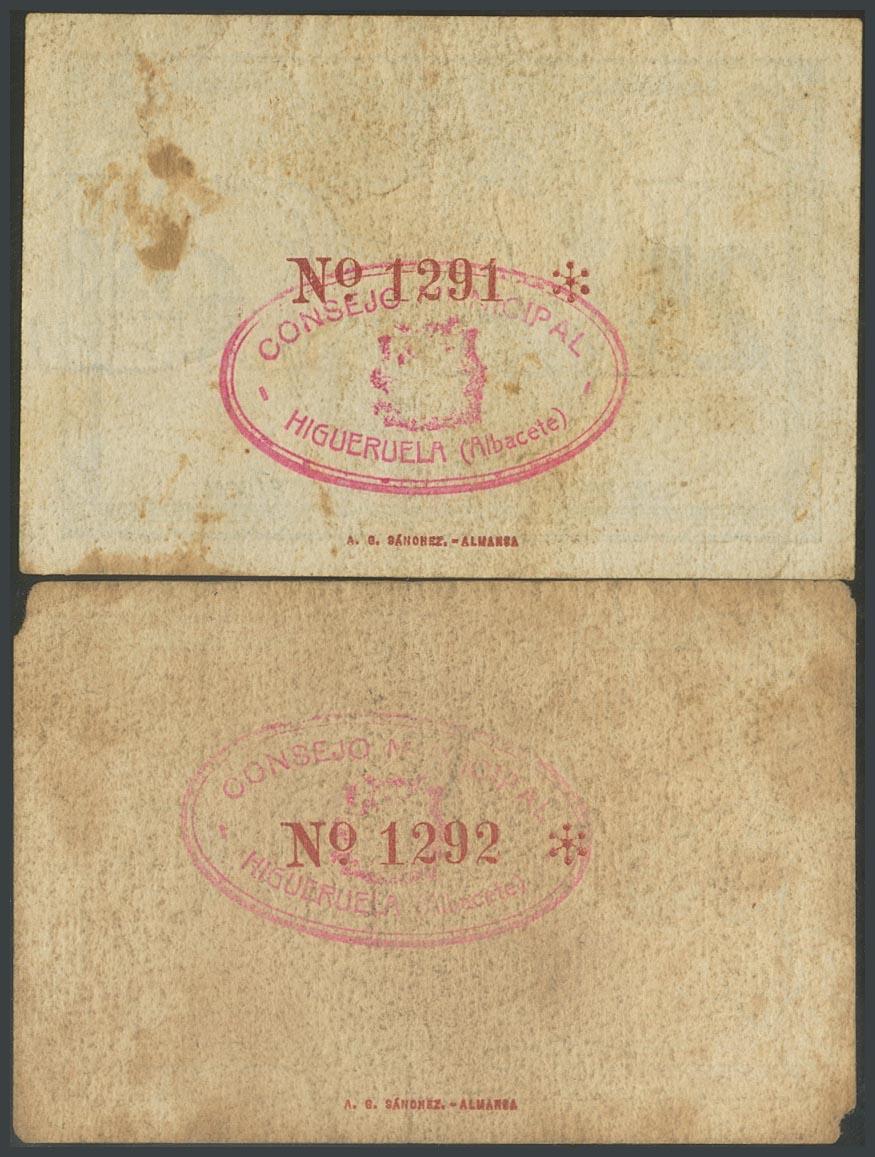 Nº 1291 *
CONSEJO MUNICIPAL
HIGUERUELA (Albacete)
A. G. SÁNCHEZ.-ALMANSA
CONSEJO MUNICIPAL
Nº 1292 *
HIGUERUELA (Albacete)
A. G. SÁNCHEZ.-ALMANSA